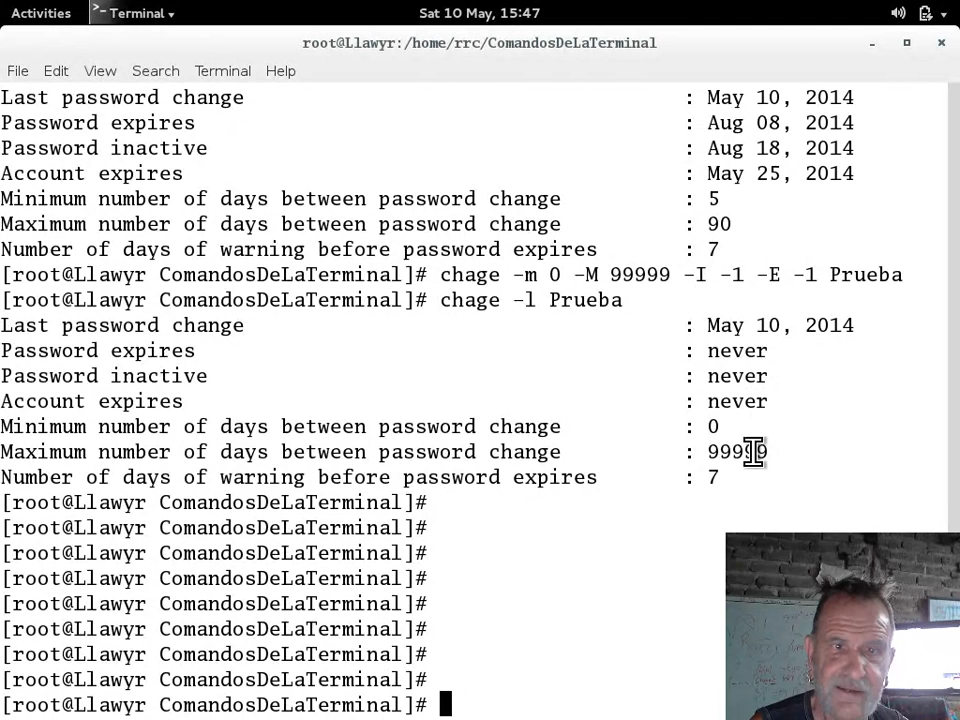 Activities Terminal Sat 10 May, 15:47
root@Llawyr:/home/rrc/ComandosDeLaTerminal
File Edit View Search Terminal Help
Last password change : May 10, 2014
Password expires : Aug 08, 2014
Password inactive : Aug 18, 2014
Account expires : May 25, 2014
Minimum number of days between password change : 5
Maximum number of days between password change : 90
Number of days of warning before password expires : 7
[root@Llawyr ComandosDeLaTerminal]# chage -m 0 -M 99999 -I -1 -E -1 Prueba
[root@Llawyr ComandosDeLaTerminal]# chage -l Prueba
Last password change : May 10, 2014
Password expires : never
Password inactive : never
Account expires : never
Minimum number of days between password change : 0
Maximum number of days between password change : 99999
Number of days of warning before password expires : 7
[root@Llawyr ComandosDeLaTerminal]#
[root@Llawyr ComandosDeLaTerminal]#
[root@Llawyr ComandosDeLaTerminal]#
[root@Llawyr ComandosDeLaTerminal]#
[root@Llawyr ComandosDeLaTerminal]#
[root@Llawyr ComandosDeLaTerminal]#
[root@Llawyr ComandosDeLaTerminal]#
[root@Llawyr ComandosDeLaTerminal]#
[root@Llawyr ComandosDeLaTerminal]#